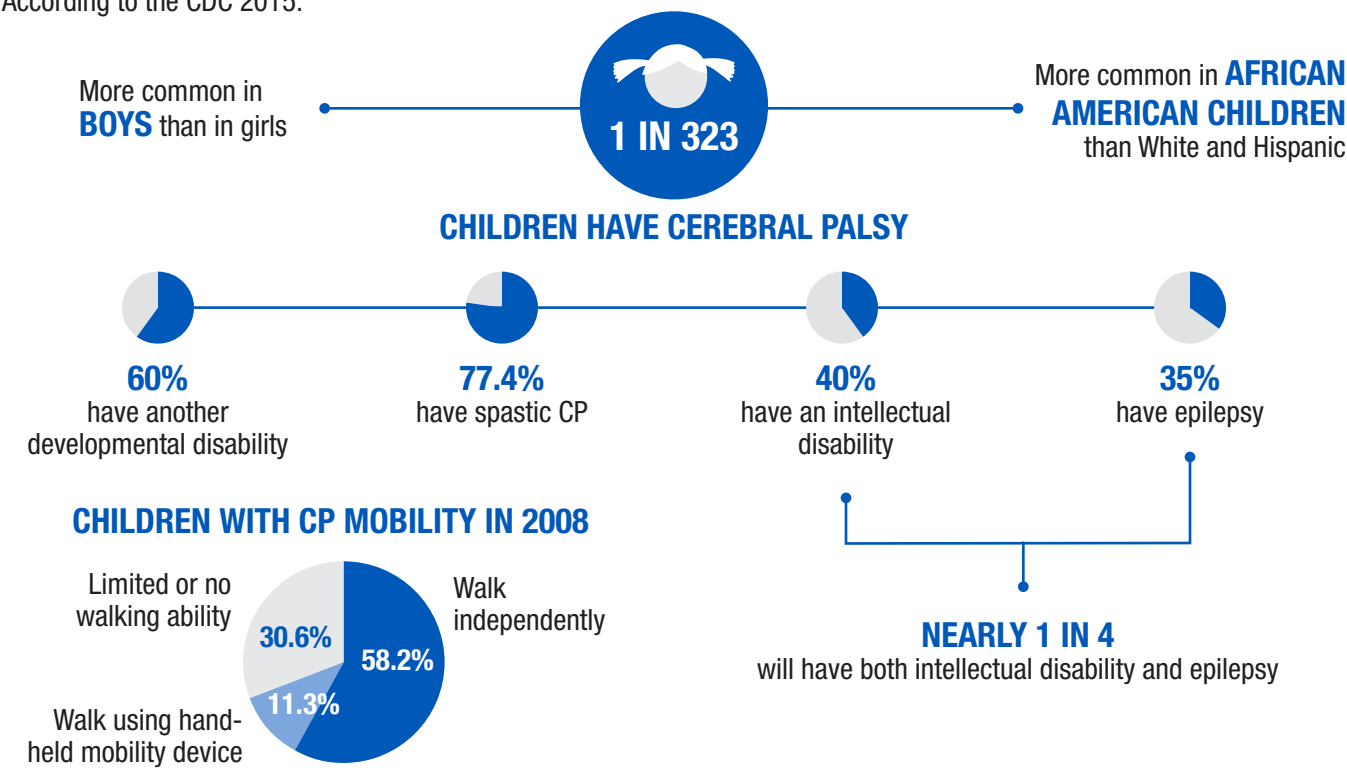 According to the CDC 2015:
More common in
BOYS than in girls
1 IN 323
More common in AFRICAN
AMERICAN CHILDREN
than White and Hispanic
CHILDREN HAVE CEREBRAL PALSY
60%
have another
developmental disability
77.4%
have spastic CP
40%
have an intellectual
disability
35%
have epilepsy
CHILDREN WITH CP MOBILITY IN 2008
Limited or no
walking ability
30.6%
Walk
independently
58.2%
11.3%
Walk using hand-
held mobility device
NEARLY 1 IN 4
will have both intellectual disability and epilepsy